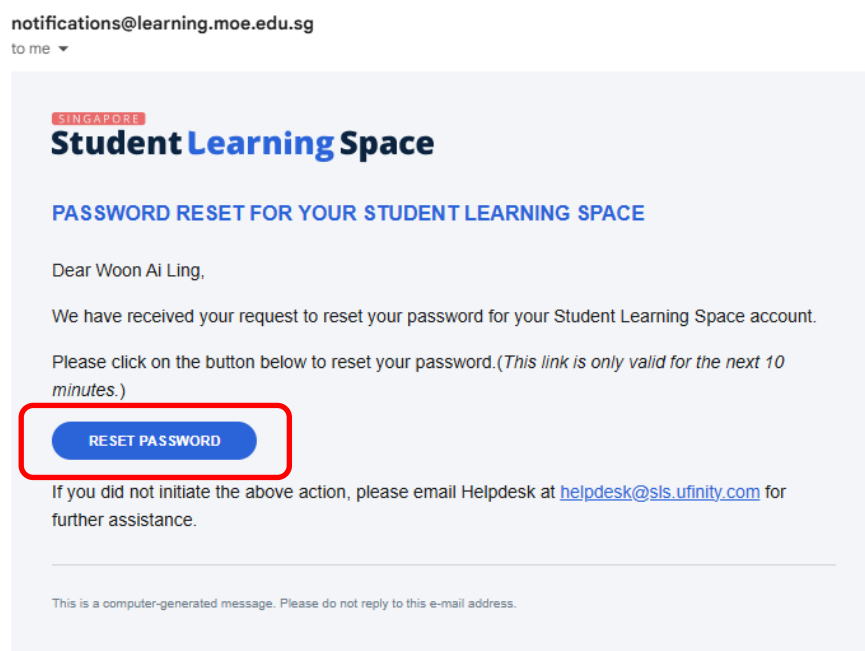 notifications@learning.moe.edu.sg
to me
SINGAPORE
Student Learning Space
PASSWORD RESET FOR YOUR STUDENT LEARNING SPACE
Dear Woon Ai Ling,
We have received your request to reset your password for your Student Learning Space account.
Please click on the button below to reset your password.(This link is only valid for the next 10
minutes.)
RESET PASSWORD
If you did not initiate the above action, please email Helpdesk at helpdesk@sls.ufinity.com for
further assistance.
This is a computer-generated message. Please do not reply to this e-mail address.